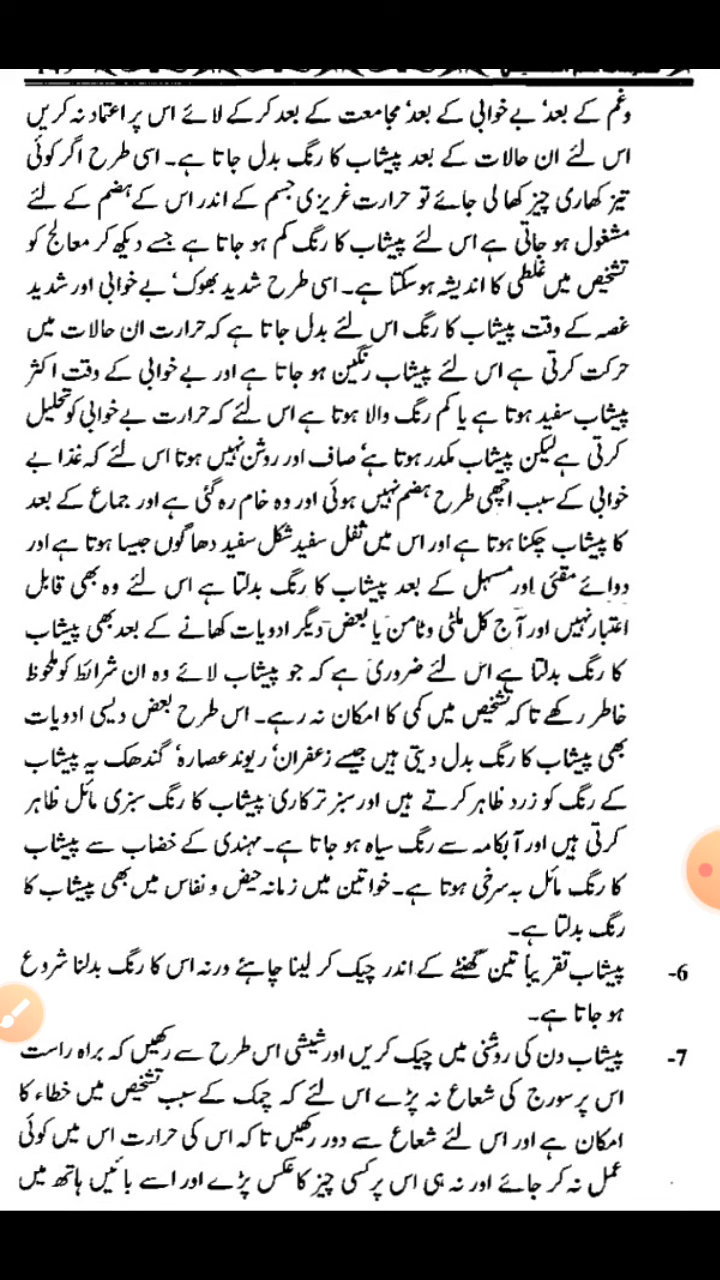 وغم کے بعد' بے خوابی کے بعد' مجامعت کے بعد کرکے لائے اس پر اعتماد نہ کریں
اس لئے ان حالات کے بعد پیشاب کا رنگ بدل جاتا ہے۔ اسی طرح اگر کوئی
تیز کھاری چیز کھا لی جائے تو حرارت غریزی جسم کے اندر اس کے ہضم کے لئے
مشغول ہو جاتی ہے اس لئے پیشاب کا رنگ کم ہو جاتا ہے جسے دیکھ کر معالج کو
تشخیص میں غلطی کا اندیشہ ہوسکتا ہے۔ اسی طرح شدید بھوک' بے خوابی اور شدید
غصہ کے وقت پیشاب کا رنگ اس لئے بدل جاتا ہے کہ حرارت ان حالات میں
حرکت کرتی ہے اس لئے پیشاب رنگین ہو جاتا ہے اور بے خوابی کے وقت اکثر
پیشاب سفید ہوتا ہے یا کم رنگ والا ہوتا ہے اس لئے کہ حرارت بے خوابی کو تحلیل
کرتی ہے لیکن پیشاب مکدر ہوتا ہے' صاف اور روشن نہیں ہوتا اس لئے کہ غذا بے
خوابی کے سبب اچھی طرح ہضم نہیں ہوئی اور وہ خام رہ گئی ہے اور جماع کے بعد
کا پیشاب چکنا ہوتا ہے اور اس میں ثفل سفید شکل سفید دھاگوں جیسا ہوتا ہے اور
دوائے مقئی اور مسہل کے بعد پیشاب کا رنگ بدلتا ہے اس لئے وہ بھی قابل
اعتبار نہیں اور آج کل ملٹی وٹامن یا بعض دیگر ادویات کھانے کے بعد بھی پیشاب
کا رنگ بدلتا ہے اس لئے ضروری ہے کہ جو پیشاب لائے وہ ان شرائط کو ملحوظ
خاطر رکھے تاکہ تشخیص میں کمی کا امکان نہ رہے۔ اس طرح بعض دیسی ادویات
بھی پیشاب کا رنگ بدل دیتی ہیں جیسے زعفران' ریوند عصارہ' گندھک یہ پیشاب
کے رنگ کو زرد ظاہر کرتے ہیں اور سبز ترکاری پیشاب کا رنگ سبزی مائل ظاہر
کرتی ہیں اور آبکامہ سے رنگ سیاہ ہو جاتا ہے۔ مہندی کے خضاب سے پیشاب
کا رنگ مائل بہ سرخی ہوتا ہے۔ خواتین میں زمانہ حیض و نفاس میں بھی پیشاب کا
رنگ بدلتا ہے۔
6- پیشاب تقریباً تین گھنٹے کے اندر چیک کر لینا چاہئے ورنہ اس کا رنگ بدلنا شروع
ہو جاتا ہے۔
7- پیشاب دن کی روشنی میں چیک کریں اور شیشی اس طرح سے رکھیں کہ براہ راست
اس پر سورج کی شعاع نہ پڑے اس لئے کہ چمک کے سبب تشخیص میں خطاء کا
امکان ہے اور اس لئے شعاع سے دور رکھیں تاکہ اس کی حرارت اس میں کوئی
عمل نہ کر جائے اور نہ ہی اس پر کسی چیز کا عکس پڑے اور اسے بائیں ہاتھ میں